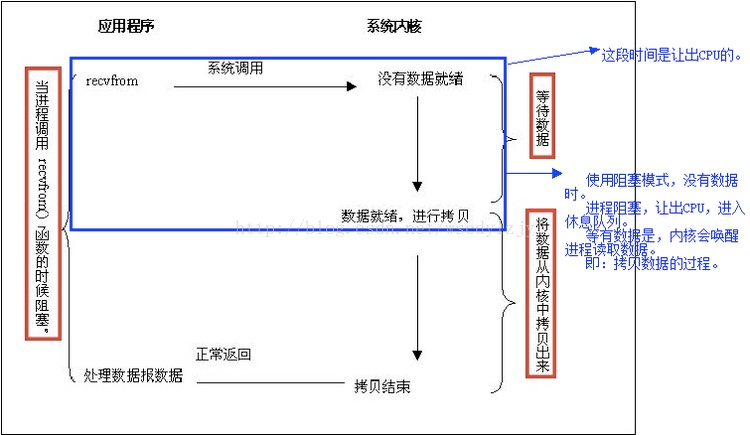 应用程序
系统内核
这段时间是让出CPU的。
recvfrom
系统调用
没有数据就绪
当进程调用 recvfrom() 函数的时候阻塞。
等待数据
使用阻塞模式，没有数据
时。
进程阻塞，让出CPU，进入
休息队列。
等有数据是，内核会唤醒
进程读取数据。
即：拷贝数据的过程。
数据就绪，进行拷贝
将数据从内核中拷贝出来
正常返回
处理数据报数据
拷贝结束